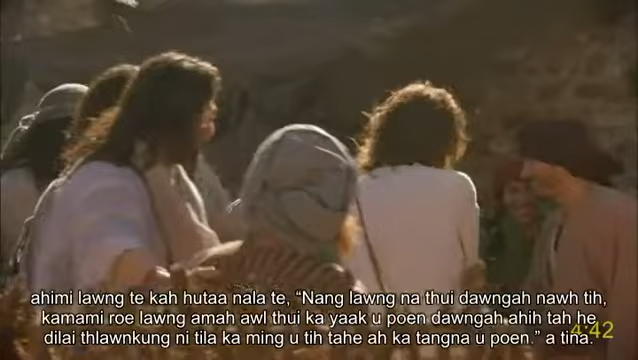 ahimi lawng te kah hutaa nala te, “Nang lawng na thui dawngah nawh tih,
kamami roe lawng amah awl thui ka yaak u poen dawngah ahih tah he
dilai thlawnkung ni tila ka ming u tih tahe ah ka tangna u poen.” a tina.
4:42